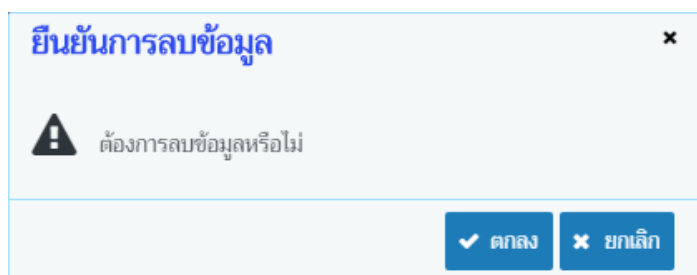 ยืนยันการลบข้อมูล
ต้องการลบข้อมูลหรือไม่
ตกลง ยกเลิก